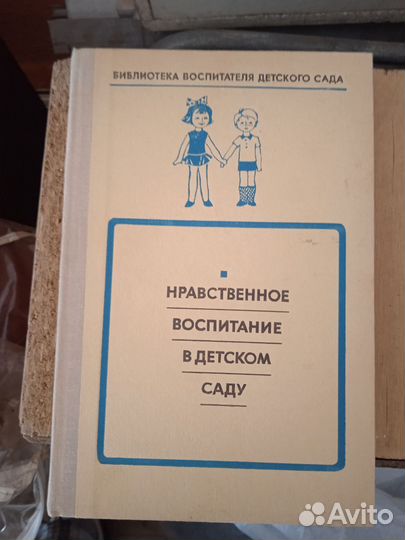 БИБЛИОТЕКА ВОСПИТАТЕЛЯ ДЕТСКОГО САДА
НРАВСТВЕННОЕ
ВОСПИТАНИЕ
В ДЕТСКОМ
САДУ
Avito